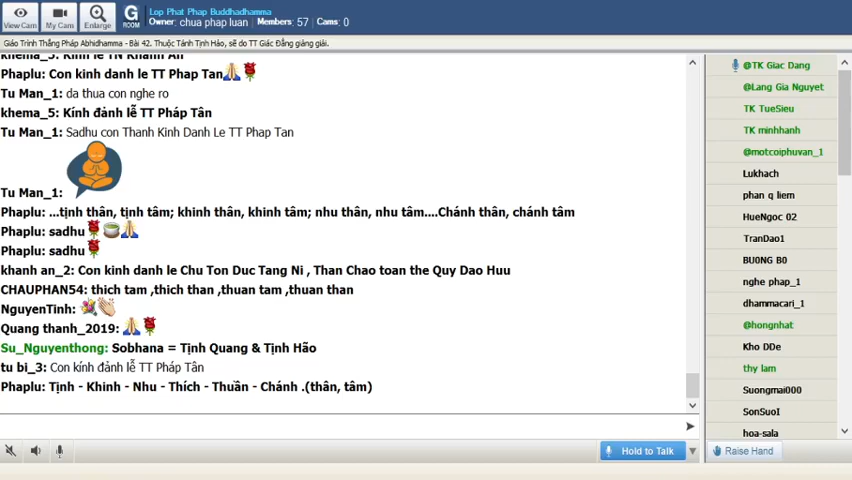 View Cam
My Cam
Enlarge
G ROOM
Lop Phat Phap Buddhadhamma
Owner: chua phap luan Members: 57 Cams: 0
Giáo Trình Thắng Pháp Abhidhamma - Bài 42. Thuộc Tánh Tịnh Hảo, sẽ do TT Giác Đẳng giảng giải.
khema_5: Kính lễ TN Khánh An
Phaplu: Con kinh danh le TT Phap Tan
Tu Man_1: da thua con nghe ro
khema_5: Kính đảnh lễ TT Pháp Tân
Tu Man_1: Sadhu con Thanh Kinh Danh Le TT Phap Tan
Tu Man_1:
Phaplu: ...tịnh thân, tịnh tâm; khinh thân, khinh tâm; nhu thân, nhu tâm....Chánh thân, chánh tâm
Phaplu: sadhu
Phaplu: sadhu
khanh an_2: Con kinh danh le Chu Ton Duc Tang Ni , Than Chao toan the Quy Dao Huu
CHAUPHAN54: thich tam ,thich than ,thuan tam ,thuan than
NguyenTinh:
Quang thanh_2019:
Su_Nguyenthong: Sobhana = Tịnh Quang & Tịnh Hảo
tu bi_3: Con kính đảnh lễ TT Pháp Tân
Phaplu: Tịnh - Khinh - Nhu - Thích - Thuần - Chánh .(thân, tâm)
Hold to Talk
@TK Giac Dang
@Lang Gia Nguyet
TK TueSieu
TK minhhanh
@motcoiphuvan_1
Lukhach
phan q liem
HueNgoc 02
TranDao1
BU0NG B0
nghe phap_1
dhammacari_1
@hongnhat
Kho DDe
thy lam
Suongmai000
SonSuoI
hoa-sala
Raise Hand